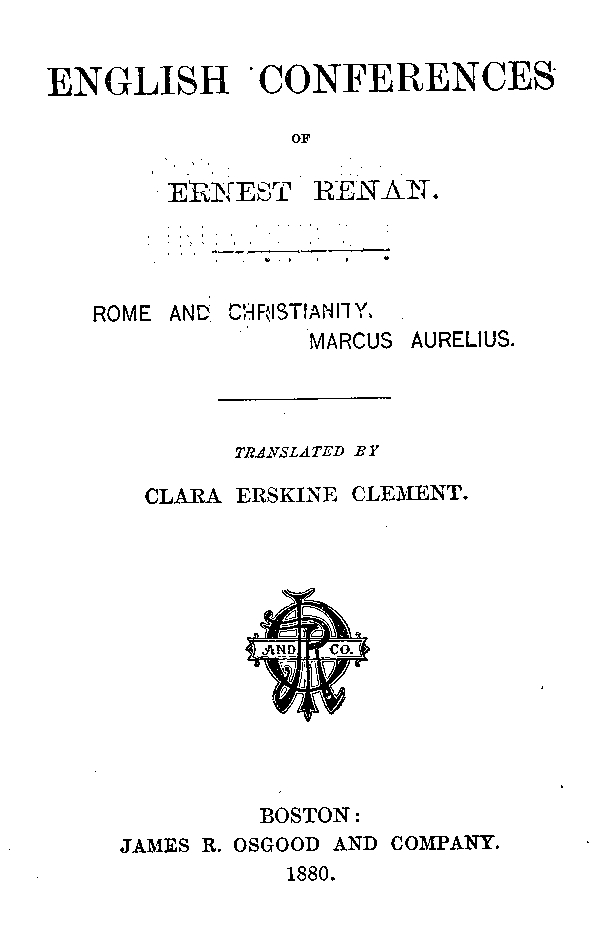 ENGLISH CONFERENCES
OF
ERNEST RENAN.
ROME AND CHRISTIANITY.
MARCUS AURELIUS.
TRANSLATED BY
CLARA ERSKINE CLEMENT.
JRO
AND CO.
BOSTON:
JAMES R. OSGOOD AND COMPANY.
1880.